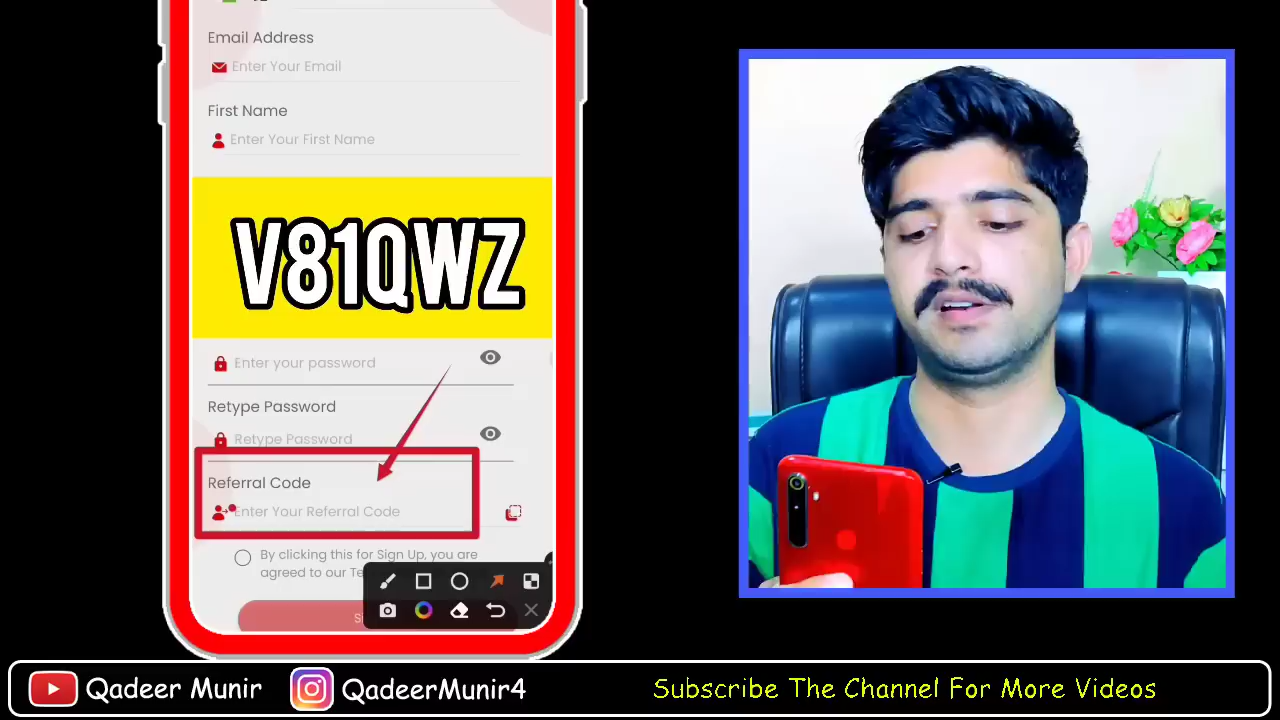 Email Address
Enter Your Email
First Name
Enter Your First Name
V81QWZ
Enter your password
Retype Password
Retype Password
Referral Code
Enter Your Referral Code
By clicking this for Sign Up, you are
agreed to our
Qadeer Munir
QadeerMunir4
Subscribe The Channel For More Videos